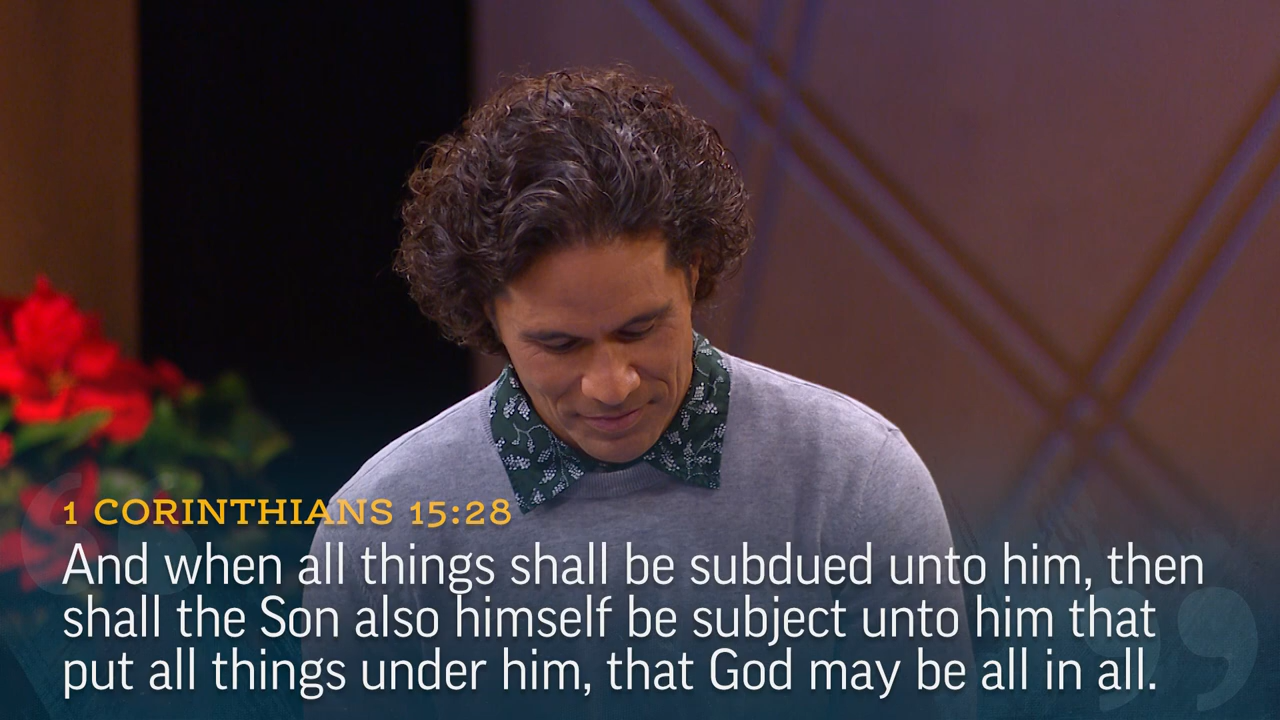 1 CORINTHIANS 15:28
And when all things shall be subdued unto him, then
shall the Son also himself be subject unto him that
put all things under him, that God may be all in all.